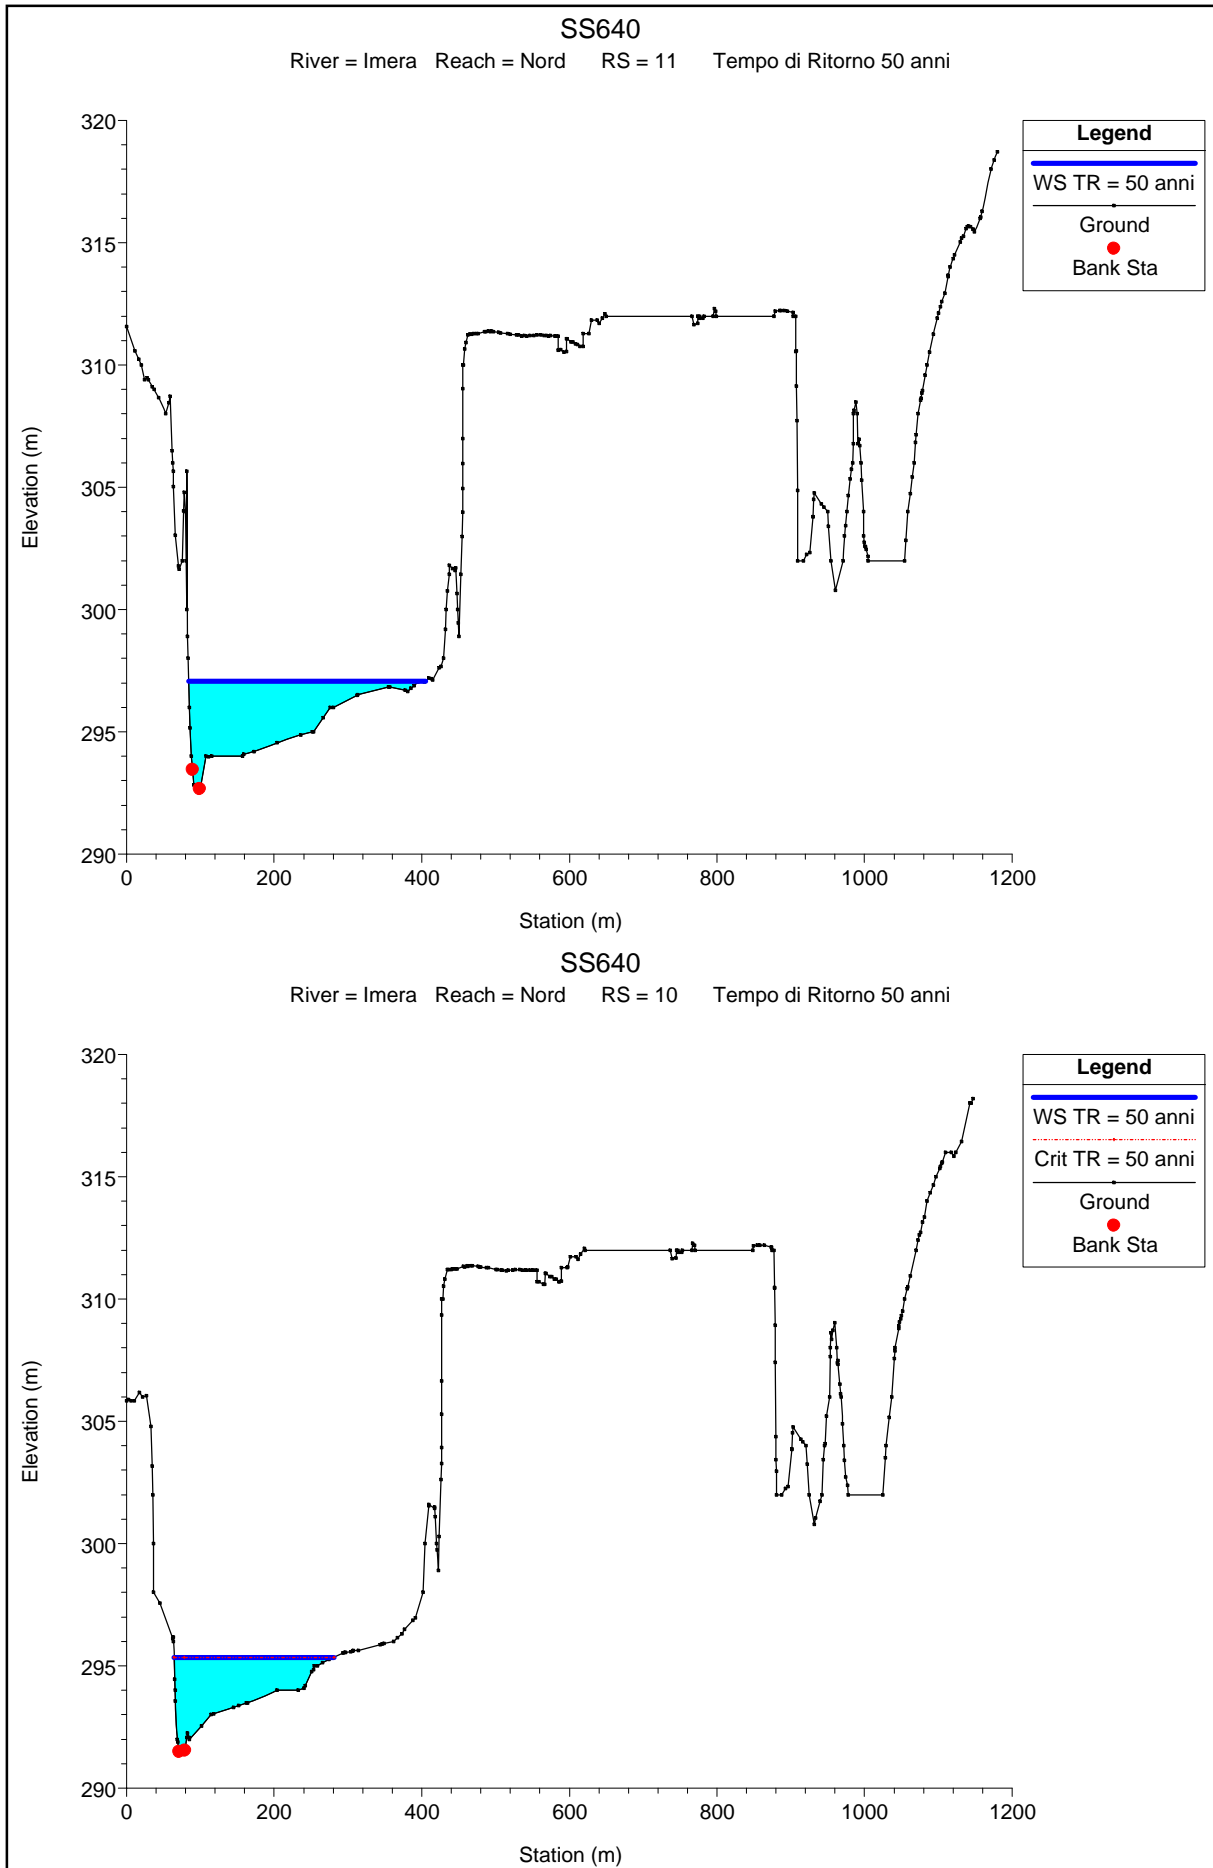 SS640
River = Imera Reach = Nord RS = 11 Tempo di Ritorno 50 anni
320
315
310
305
300
295
290
Elevation (m)
0 200 400 600 800 1000 1200
Station (m)
Legend
WS TR = 50 anni
Ground
Bank Sta
SS640
River = Imera Reach = Nord RS = 10 Tempo di Ritorno 50 anni
320
315
310
305
300
295
290
Elevation (m)
0 200 400 600 800 1000 1200
Station (m)
Legend
WS TR = 50 anni
Crit TR = 50 anni
Ground
Bank Sta